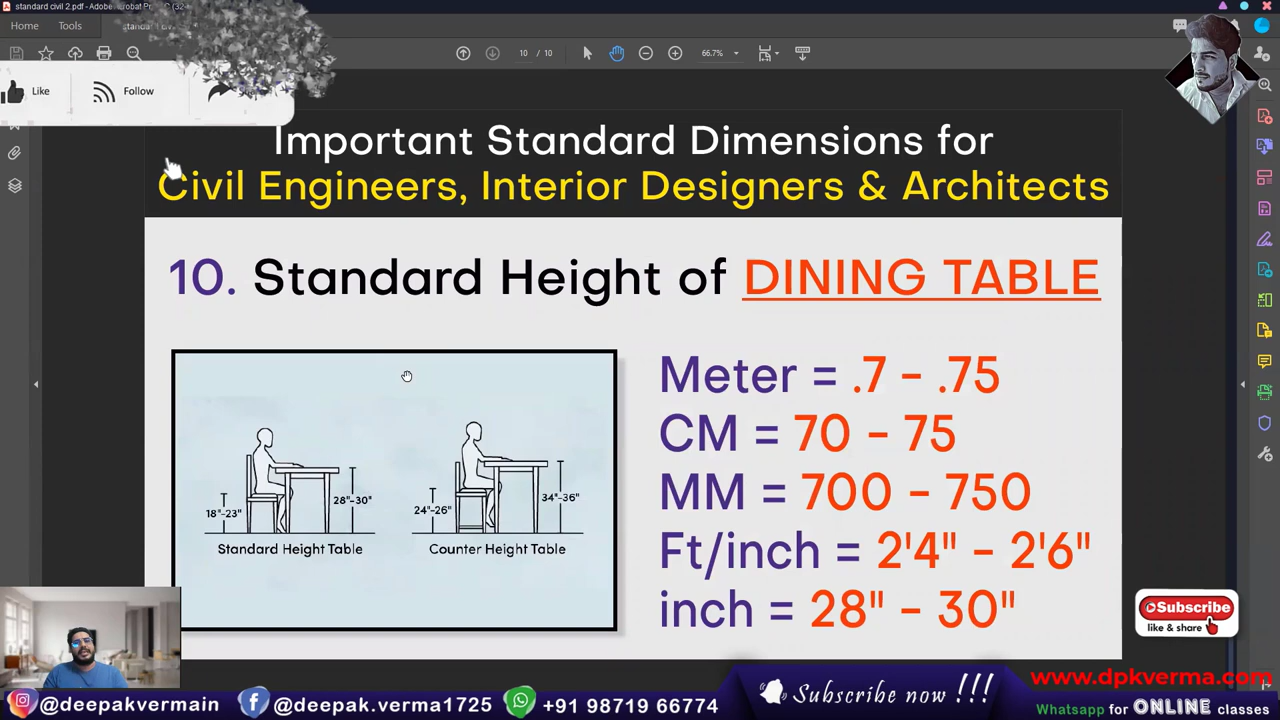 standard civil 2.pdf - Adobe Acrobat Pro
Home
Tools
10 / 10
66.7%
Like
Follow
Important Standard Dimensions for
Civil Engineers, Interior Designers & Architects
10. Standard Height of DINING TABLE
18"-23"
28"-30"
Standard Height Table
24"-26"
34"-36"
Counter Height Table
Meter = .7 - .75
CM = 70 - 75
MM = 700 - 750
Ft/inch = 2'4" - 2'6"
inch = 28" - 30"
Subscribe
like & share
@deepakvermain
@deepak.verma1725
+91 98719 66774
Subscribe now !!!
www.dpkverma.com
Whatsapp for ONLINE classes